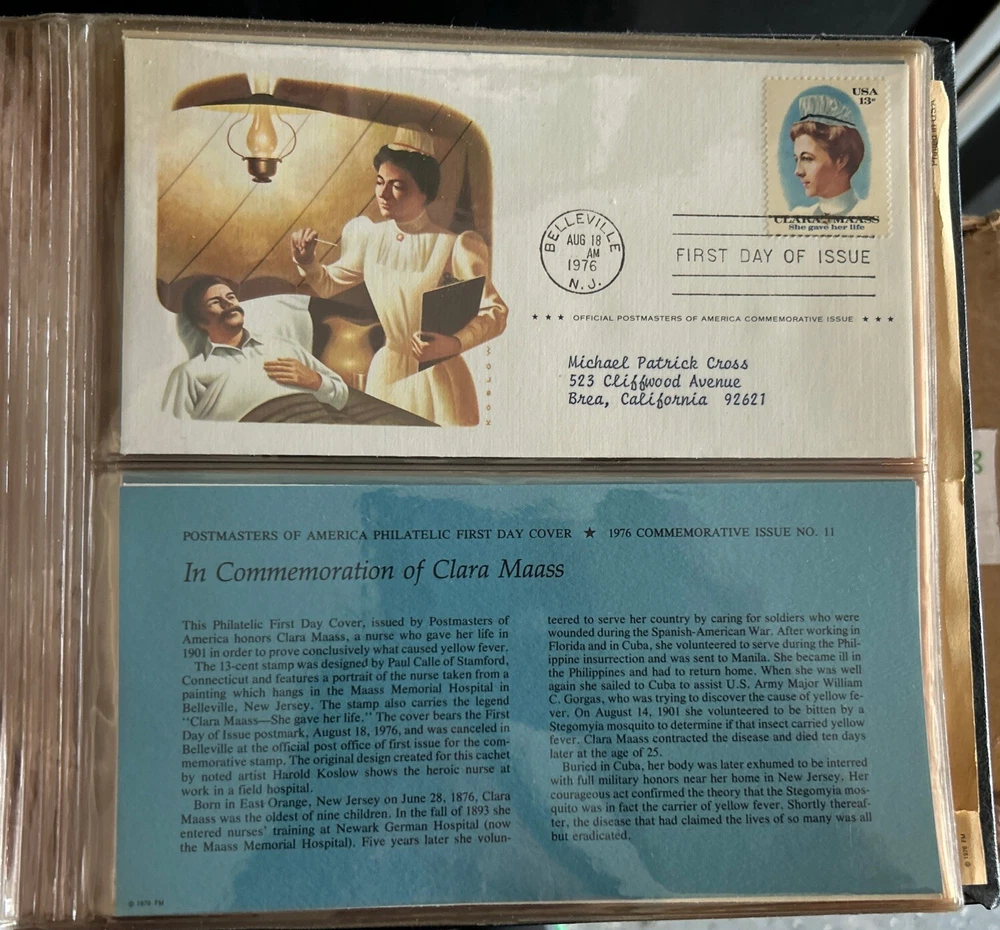 USA
13c
CLARA MAASS
She gave her life
BELLEVILLE
AUG 18
AM
1976
N. J.
FIRST DAY OF ISSUE
★ ★ ★ OFFICIAL POSTMASTERS OF AMERICA COMMEMORATIVE ISSUE ★ ★ ★
Michael Patrick Cross
523 Cliffwood Avenue
Brea, California 92621
KOSLOW
Printed in U.S.A.
POSTMASTERS OF AMERICA PHILATELIC FIRST DAY COVER ★ 1976 COMMEMORATIVE ISSUE NO. 11
In Commemoration of Clara Maass
This Philatelic First Day Cover, issued by Postmasters of
America honors Clara Maass, a nurse who gave her life in
1901 in order to prove conclusively what caused yellow fever.
The 13-cent stamp was designed by Paul Calle of Stamford,
Connecticut and features a portrait of the nurse taken from a
painting which hangs in the Maass Memorial Hospital in
Belleville, New Jersey. The stamp also carries the legend
"Clara Maass—She gave her life." The cover bears the First
Day of Issue postmark, August 18, 1976, and was canceled in
Belleville at the official post office of first issue for the com-
memorative stamp. The original design created for this cachet
by noted artist Harold Koslow shows the heroic nurse at
work in a field hospital.
Born in East Orange, New Jersey on June 28, 1876, Clara
Maass was the oldest of nine children. In the fall of 1893 she
entered nurses' training at Newark German Hospital (now
the Maass Memorial Hospital). Five years later she volun-
teered to serve her country by caring for soldiers who were
wounded during the Spanish-American War. After working in
Florida and in Cuba, she volunteered to serve during the Phil-
ippine insurrection and was sent to Manila. She became ill in
the Philippines and had to return home. When she was well
again she sailed to Cuba to assist U.S. Army Major William
C. Gorgas, who was trying to discover the cause of yellow fe-
ver. On August 14, 1901 she volunteered to be bitten by a
Stegomyia mosquito to determine if that insect carried yellow
fever. Clara Maass contracted the disease and died ten days
later at the age of 25.
Buried in Cuba, her body was later exhumed to be interred
with full military honors near her home in New Jersey. Her
courageous act confirmed the theory that the Stegomyia mos-
quito was in fact the carrier of yellow fever. Shortly thereaf-
ter, the disease that had claimed the lives of so many was all
but eradicated.
© 1976 FM
© 1976 FM